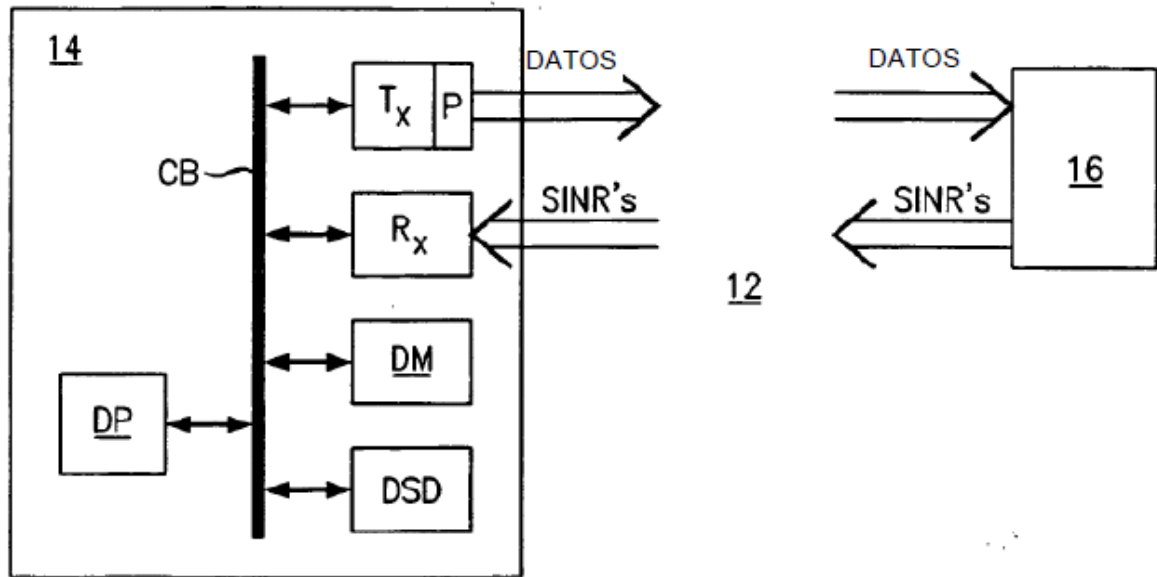 14
DATOS
DATOS
Tx
P
CB
16
SINR's
SINR's
Rx
12
DM
DP
DSD